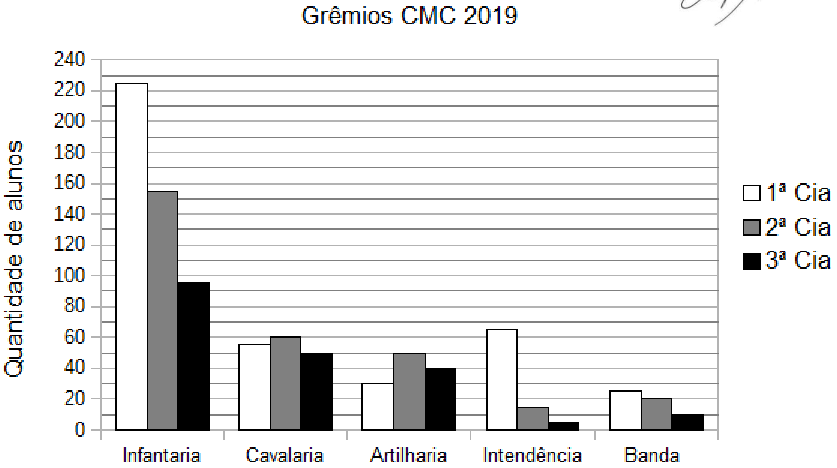 Grêmios CMC 2019
Quantidade de alunos
240
220
200
180
160
140
120
100
80
60
40
20
0
Infantaria
Cavalaria
Artilharia
Intendência
Banda
1ª Cia
2ª Cia
3ª Cia